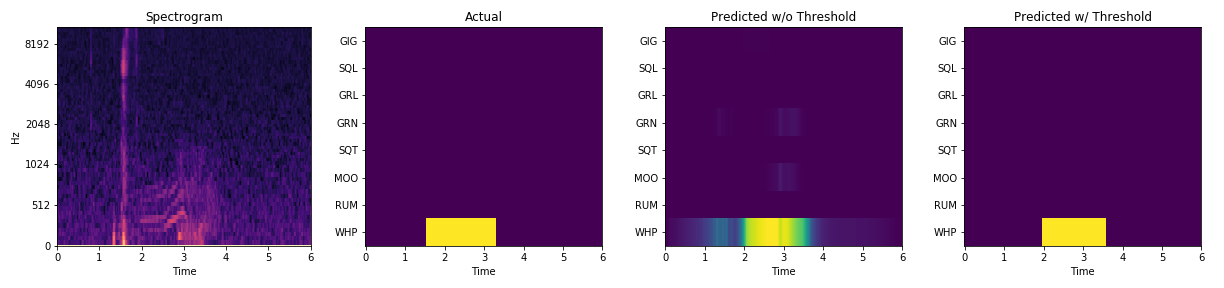 Spectrogram
8192
4096
2048
1024
512
0
Hz
0 1 2 3 4 5 6
Time
Actual
GIG
SQL
GRL
GRN
SQT
MOO
RUM
WHP
0 1 2 3 4 5 6
Time
Predicted w/o Threshold
GIG
SQL
GRL
GRN
SQT
MOO
RUM
WHP
0 1 2 3 4 5 6
Time
Predicted w/ Threshold
GIG
SQL
GRL
GRN
SQT
MOO
RUM
WHP
0 1 2 3 4 5 6
Time